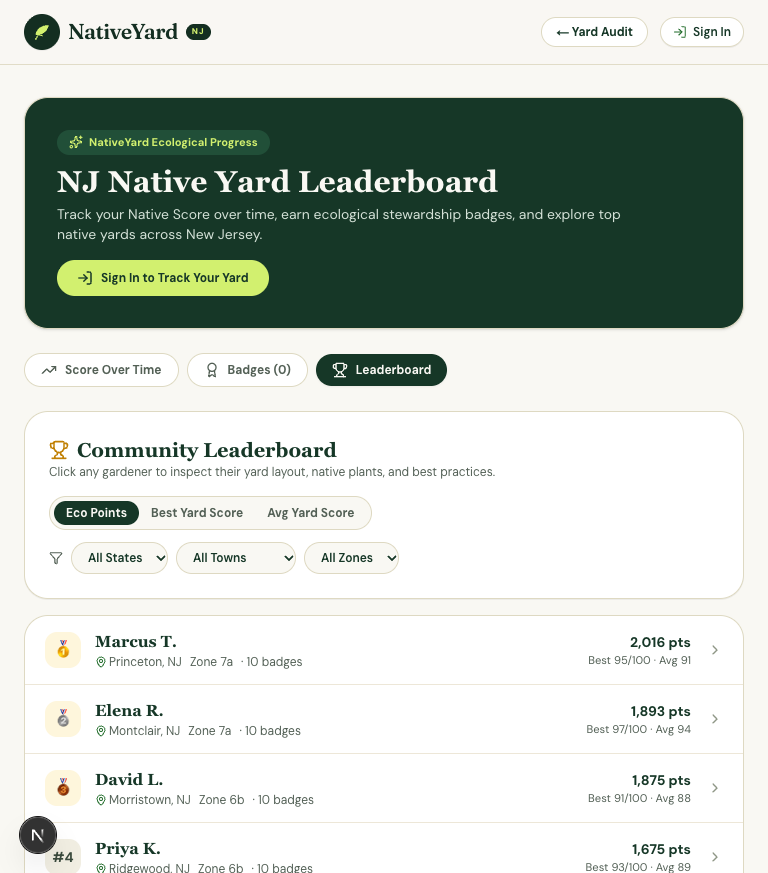 NativeYard NJ
← Yard Audit
Sign In
NativeYard Ecological Progress
NJ Native Yard Leaderboard
Track your Native Score over time, earn ecological stewardship badges, and explore top
native yards across New Jersey.
Sign In to Track Your Yard
Score Over Time
Badges (0)
Leaderboard
Community Leaderboard
Click any gardener to inspect their yard layout, native plants, and best practices.
Eco Points
Best Yard Score
Avg Yard Score
All States
All Towns
All Zones
Marcus T.
2,016 pts
Princeton, NJ Zone 7a · 10 badges
Best 95/100 · Avg 91
Elena R.
1,893 pts
Montclair, NJ Zone 7a · 10 badges
Best 97/100 · Avg 94
David L.
1,875 pts
Morristown, NJ Zone 6b · 10 badges
Best 91/100 · Avg 88
N
#4
Priya K.
1,675 pts
Ridgewood, NJ Zone 6b · 10 badges
Best 93/100 · Avg 89